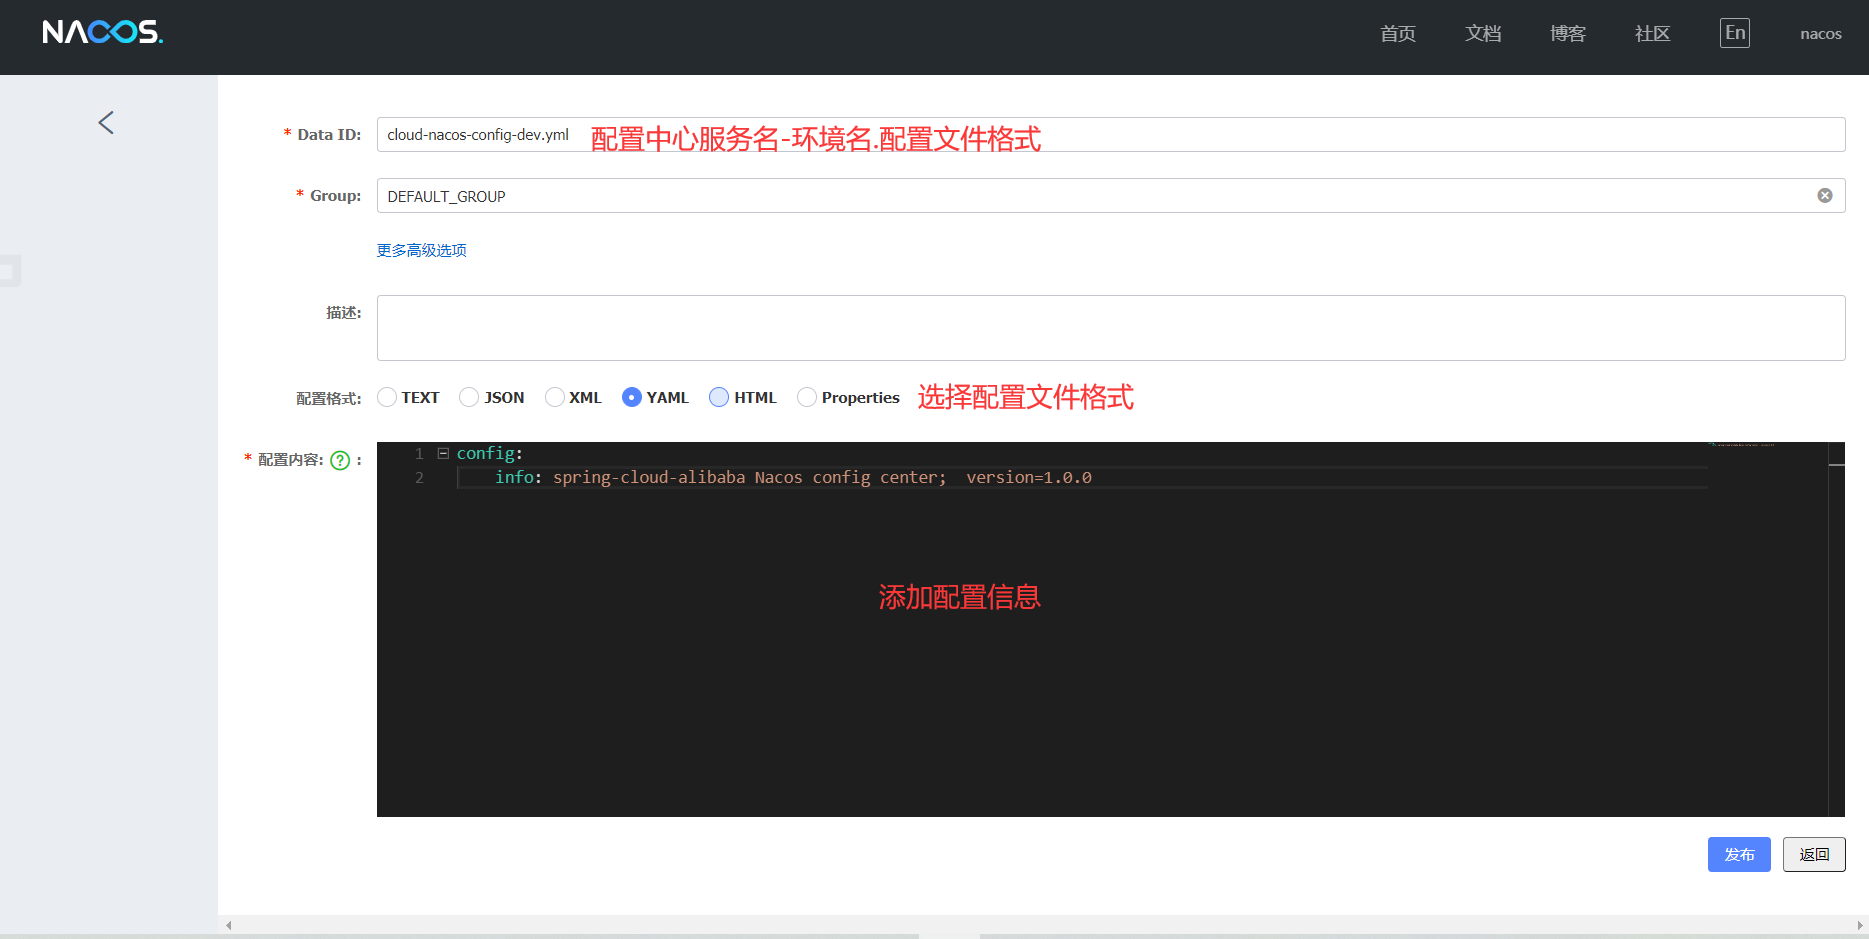 NACOS.
首页 文档 博客 社区 En nacos
* Data ID: cloud-nacos-config-dev.yml 配置中心服务名-环境名.配置文件格式
* Group: DEFAULT_GROUP
更多高级选项
描述:
配置格式: TEXT JSON XML YAML HTML Properties 选择配置文件格式
* 配置内容: ? :
1 config:
2 info: spring-cloud-alibaba Nacos config center;  version=1.0.0
添加配置信息
发布 返回